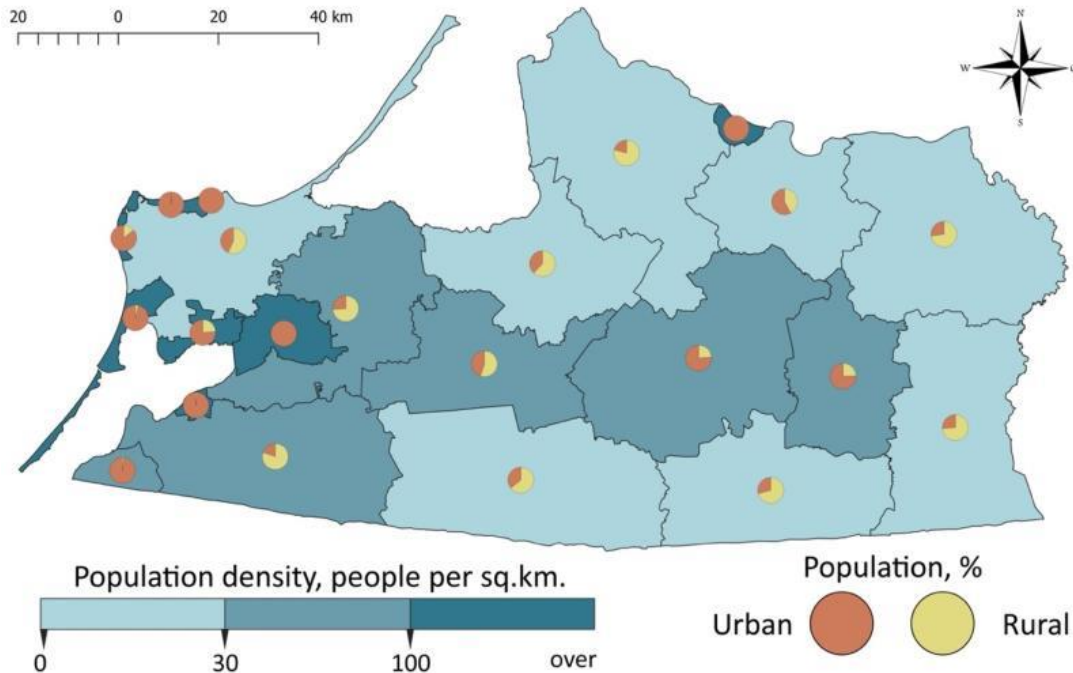 20 0 20 40 km
N
W
S
Population density, people per sq.km.
0 30 100 over
Population, %
Urban
Rural